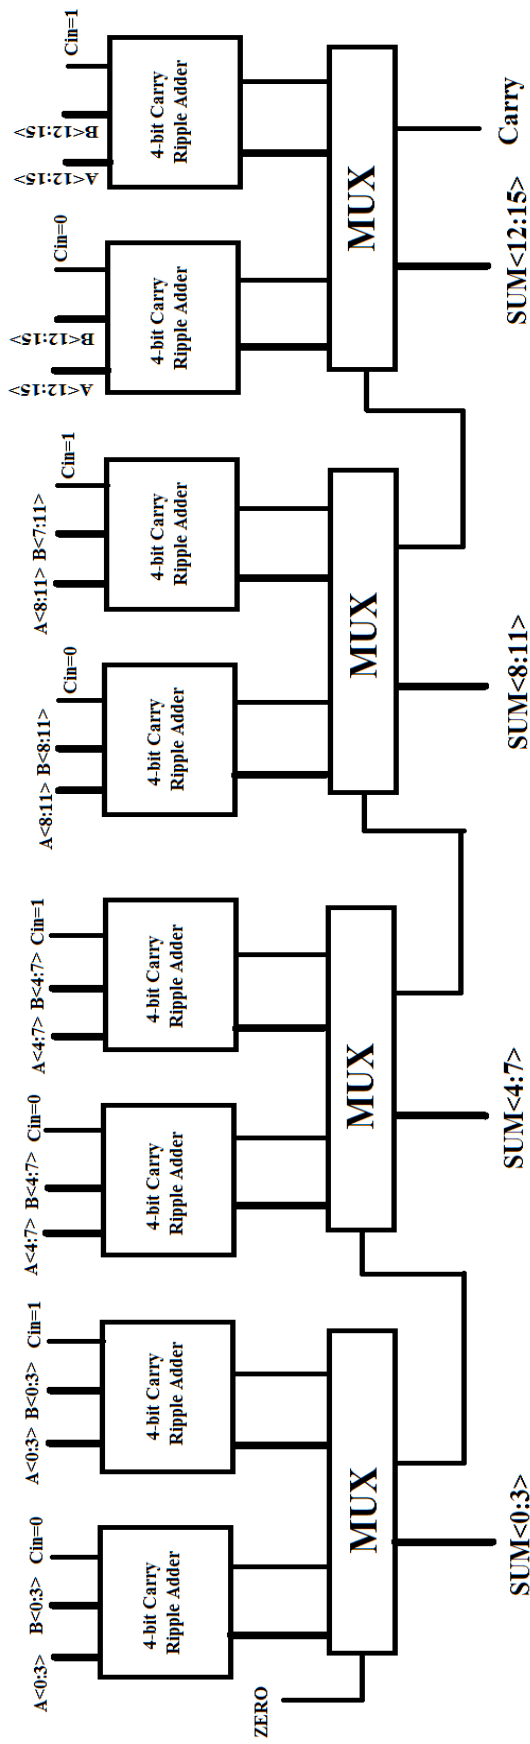 A<0:3> B<0:3> Cin=0
A<0:3> B<0:3> Cin=1
A<4:7> B<4:7> Cin=0
A<4:7> B<4:7> Cin=1
A<8:11> B<8:11> Cin=0
A<8:11> B<7:11> Cin=1
A<12:15>
B<12:15>
Cin=0
A<12:15>
B<12:15>
Cin=1
4-bit Carry
Ripple Adder
4-bit Carry
Ripple Adder
4-bit Carry
Ripple Adder
4-bit Carry
Ripple Adder
4-bit Carry
Ripple Adder
4-bit Carry
Ripple Adder
4-bit Carry
Ripple Adder
4-bit Carry
Ripple Adder
ZERO
MUX
MUX
MUX
MUX
SUM<0:3>
SUM<4:7>
SUM<8:11>
SUM<12:15>
Carry